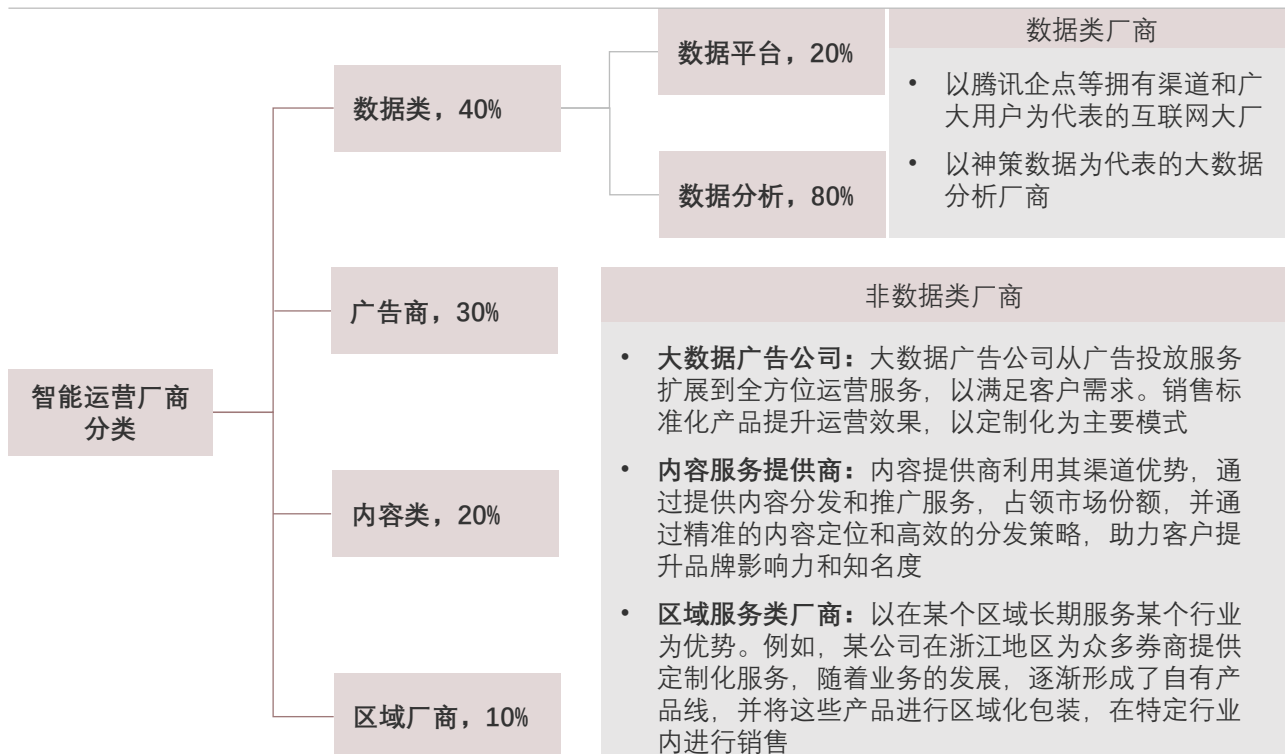 智能运营厂商
分类
数据类，40%
广告商，30%
内容类，20%
区域厂商，10%
数据平台，20%
数据分析，80%
数据类厂商
• 以腾讯企点等拥有渠道和广
大用户为代表的互联网大厂
• 以神策数据为代表的大数据
分析厂商
非数据类厂商
• 大数据广告公司：大数据广告公司从广告投放服务
扩展到全方位运营服务，以满足客户需求。销售标
准化产品提升运营效果，以定制化为主要模式
• 内容服务提供商：内容提供商利用其渠道优势，通
过提供内容分发和推广服务，占领市场份额，并通
过精准的内容定位和高效的分发策略，助力客户提
升品牌影响力和知名度
• 区域服务类厂商：以在某个区域长期服务某个行业
为优势。例如，某公司在浙江地区为众多券商提供
定制化服务，随着业务的发展，逐渐形成了自有产
品线，并将这些产品进行区域化包装，在特定行业
内进行销售